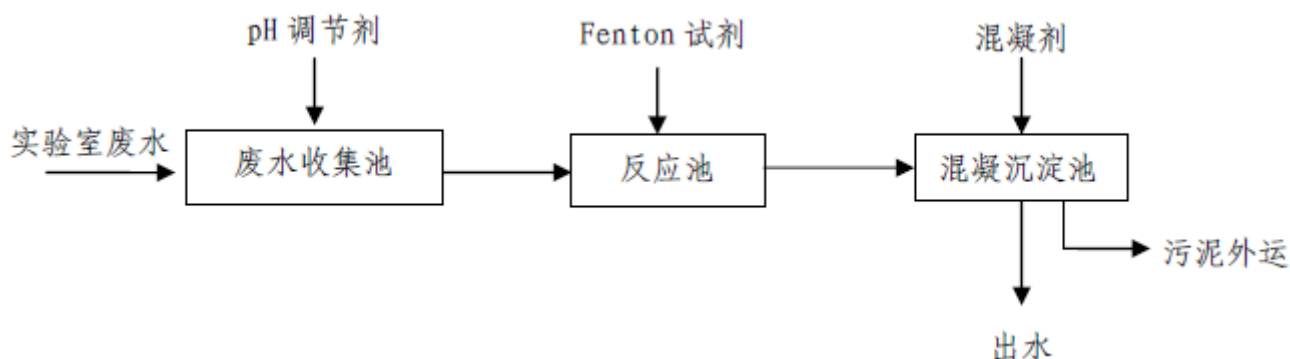 pH 调节剂
Fenton 试剂
混凝剂
实验室废水
废水收集池
反应池
混凝沉淀池
污泥外运
出水